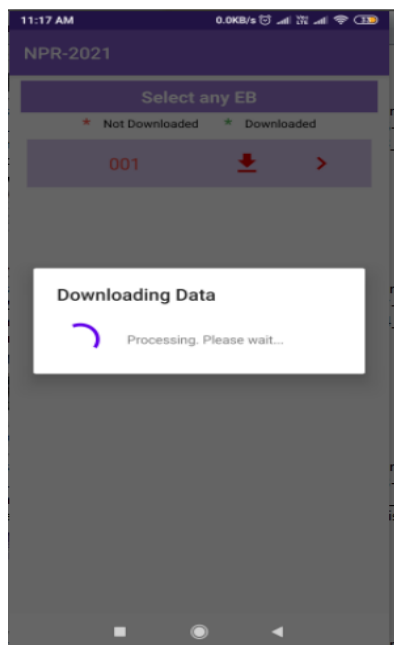 11:17 AM 0.0KB/s
NPR-2021
Select any EB
* Not Downloaded * Downloaded
001
Downloading Data
Processing. Please wait...